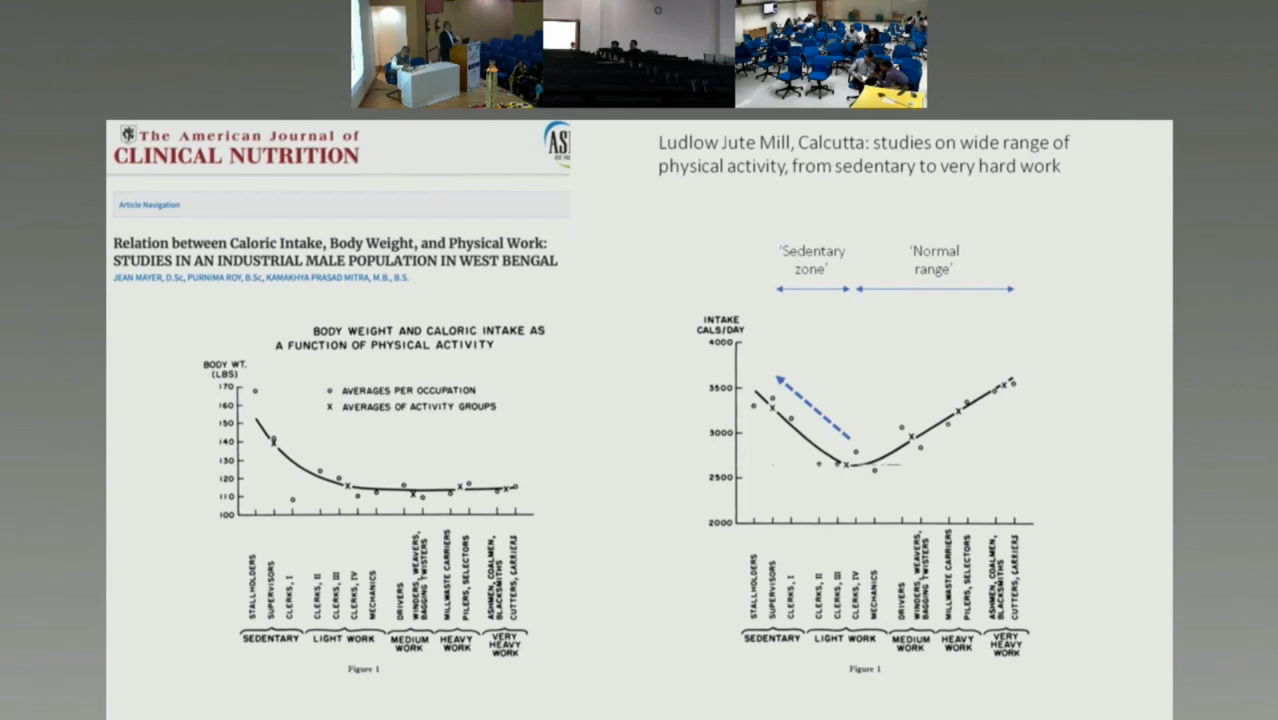 The American Journal of
CLINICAL NUTRITION
Article Navigation
Relation between Caloric Intake, Body Weight, and Physical Work:
STUDIES IN AN INDUSTRIAL MALE POPULATION IN WEST BENGAL
JEAN MAYER, D.Sc, PURNIMA ROY, B.Sc, KAMAKHYA PRASAD MITRA, M.B., B.S.
BODY WEIGHT AND CALORIC INTAKE AS
A FUNCTION OF PHYSICAL ACTIVITY
BODY WT.
(LBS)
170
160
150
140
130
120
110
100
o AVERAGES PER OCCUPATION
x AVERAGES OF ACTIVITY GROUPS
STALLHOLDERS
SUPERVISORS
CLERKS, I
CLERKS, II
CLERKS, III
CLERKS, IV
MECHANICS
DRIVERS
WINDERS, WEAVERS,
BAGGING TWISTERS
MILLWASTE CARRIERS
PILERS, SELECTORS
ASHMEN, COALMEN,
BLACKSMITHS
CUTTERS, CARRIERS
SEDENTARY
LIGHT WORK
MEDIUM
WORK
HEAVY
WORK
VERY
HEAVY
WORK
Figure 1
Ludlow Jute Mill, Calcutta: studies on wide range of
physical activity, from sedentary to very hard work
'Sedentary
zone'
'Normal
range'
INTAKE
CALS/DAY
4000
3500
3000
2500
2000
STALLHOLDERS
SUPERVISORS
CLERKS, I
CLERKS, II
CLERKS, III
CLERKS, IV
MECHANICS
DRIVERS
WINDERS, WEAVERS,
BAGGING TWISTERS
MILLWASTE CARRIERS
PILERS, SELECTORS
ASHMEN, COALMEN,
BLACKSMITHS
CUTTERS, CARRIERS
SEDENTARY
LIGHT WORK
MEDIUM
WORK
HEAVY
WORK
VERY
HEAVY
WORK
Figure 1